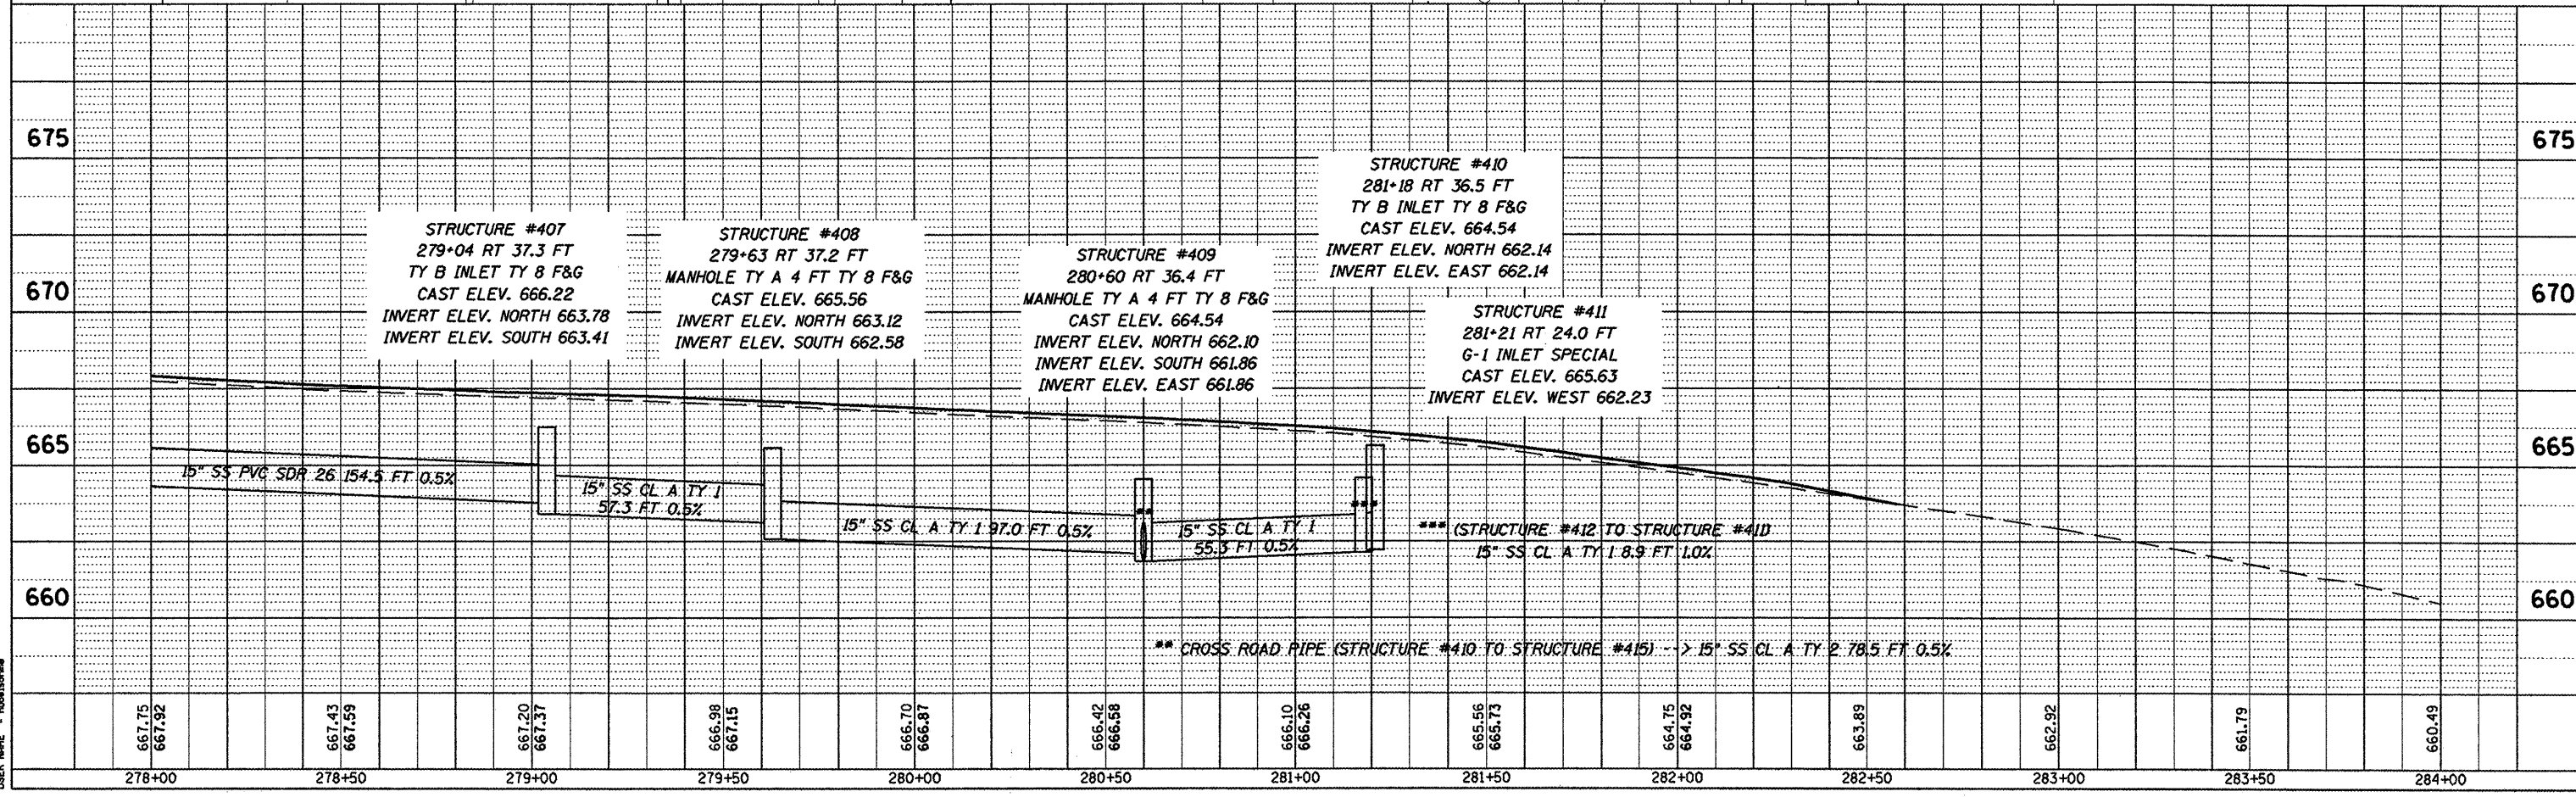 675
675
670
670
665
665
660
660
STRUCTURE #407
279+04 RT 37.3 FT
TY B INLET TY 8 F&G
CAST ELEV. 666.22
INVERT ELEV. NORTH 663.78
INVERT ELEV. SOUTH 663.41
STRUCTURE #408
279+63 RT 37.2 FT
MANHOLE TY A 4 FT TY 8 F&G
CAST ELEV. 665.56
INVERT ELEV. NORTH 663.12
INVERT ELEV. SOUTH 662.58
STRUCTURE #409
280+60 RT 36.4 FT
MANHOLE TY A 4 FT TY 8 F&G
CAST ELEV. 664.54
INVERT ELEV. NORTH 662.10
INVERT ELEV. SOUTH 661.86
INVERT ELEV. EAST 661.86
STRUCTURE #410
281+18 RT 36.5 FT
TY B INLET TY 8 F&G
CAST ELEV. 664.54
INVERT ELEV. NORTH 662.14
INVERT ELEV. EAST 662.14
STRUCTURE #411
281+21 RT 24.0 FT
G-1 INLET SPECIAL
CAST ELEV. 665.63
INVERT ELEV. WEST 662.23
15" SS PVC SDR 26 154.5 FT 0.5%
15" SS CL A TY 1
57.3 FT 0.5%
15" SS CL A TY 1 97.0 FT 0.5%
**
15" SS CL A TY 1
55.3 FT 0.5%
***
*** (STRUCTURE #412 TO STRUCTURE #411)
15" SS CL A TY 1 8.9 FT 1.0%
** CROSS ROAD PIPE (STRUCTURE #410 TO STRUCTURE #415) --> 15" SS CL A TY 2 78.5 FT 0.5%
667.75
667.92
667.43
667.59
667.20
667.37
666.98
667.15
666.70
666.87
666.42
666.58
666.10
666.26
665.56
665.73
664.75
664.92
663.89
662.92
661.79
660.49
278+00
278+50
279+00
279+50
280+00
280+50
281+00
281+50
282+00
282+50
283+00
283+50
284+00